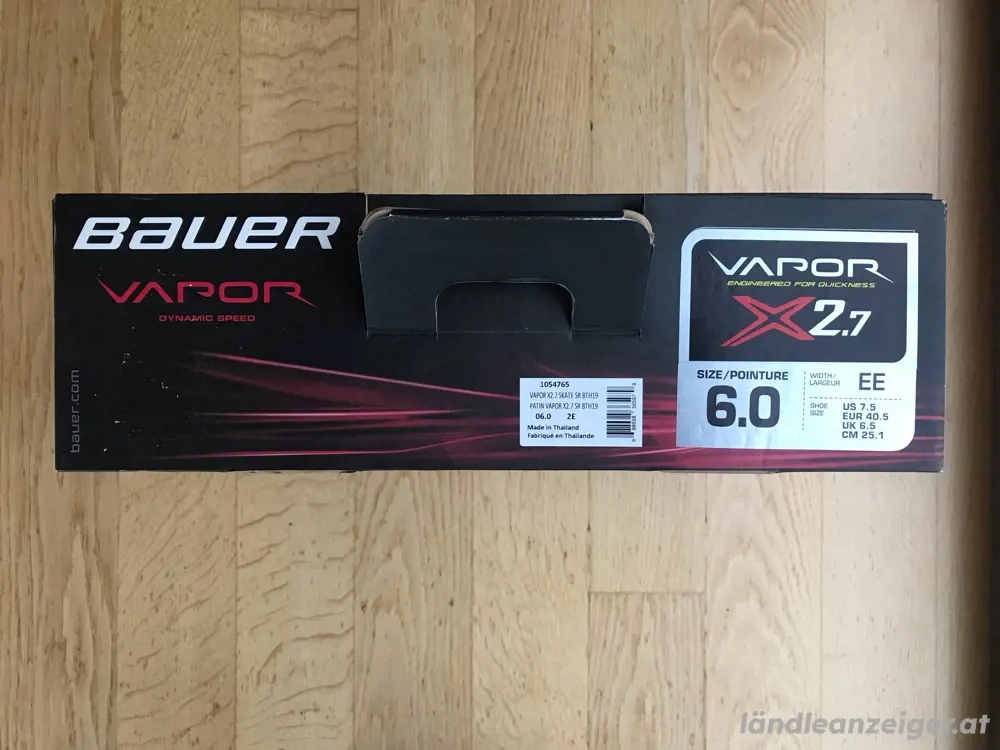 BAUER
VAPOR
DYNAMIC SPEED
bauer.com
1054765
VAPOR X2.7 SKATE SR BTH19
PATIN VAPOR X2.7 SR BTH19
06.0 2E
Made in Thailand
Fabriqué en Thaïlande
VAPOR
ENGINEERED FOR QUICKNESS
X2.7
SIZE/POINTURE
6.0
WIDTH/
LARGEUR
EE
SHOE
SIZE
US 7.5
EUR 40.5
UK 6.5
CM 25.1
ländleanzeiger.at